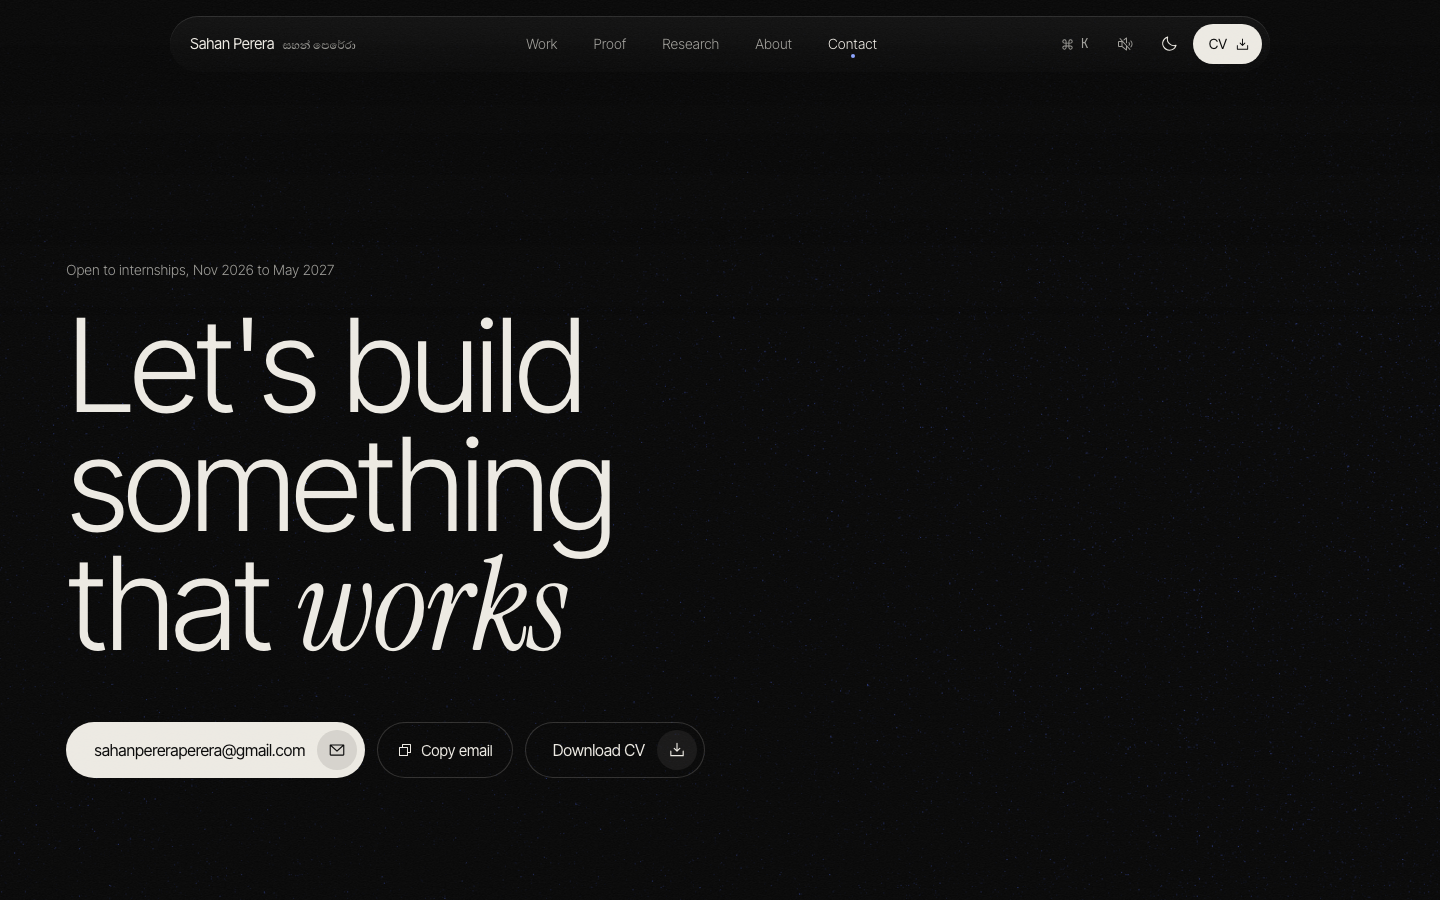 Sahan Perera සහන් පෙරේරා
Work
Proof
Research
About
Contact
⌘ K
CV
Open to internships, Nov 2026 to May 2027
Let's build
something
that works
sahanpereraperera@gmail.com
Copy email
Download CV